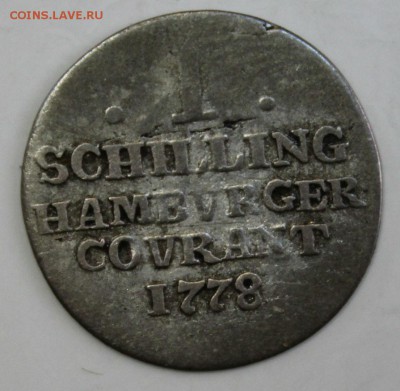 COINS.LAVE.RU
. 1 .
SCHILLING
HAMBVRGER
COVRANT
1778